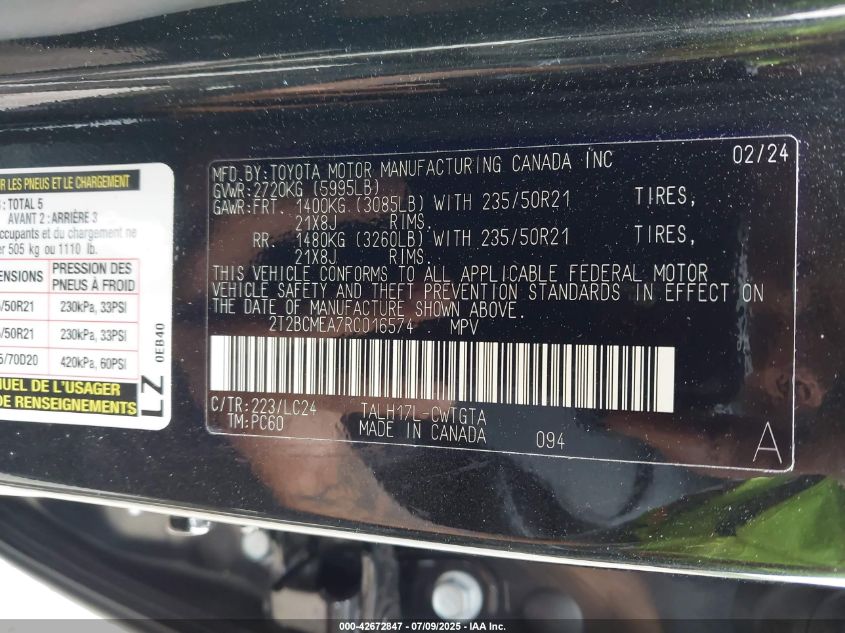 R LES PNEUS ET LE CHARGEMENT
: TOTAL 5
AVANT 2 : ARRIÈRE 3
occupants et du chargement ne
er 505 kg ou 1110 lb.
ENSIONS PRESSION DES PNEUS À FROID
/50R21 230kPa, 33PSI
/50R21 230kPa, 33PSI
/70D20 420kPa, 60PSI
NUEL DE L'USAGER
DE RENSEIGNEMENTS
LZ 0EB40
MFD.BY:TOYOTA MOTOR MANUFACTURING CANADA INC 02/24
GVWR:2720KG (5995LB)
GAWR:FRT. 1400KG (3085LB) WITH 235/50R21 TIRES,
21X8J RIMS.
RR. 1480KG (3260LB) WITH 235/50R21 TIRES,
21X8J RIMS.
THIS VEHICLE CONFORMS TO ALL APPLICABLE FEDERAL MOTOR
VEHICLE SAFETY AND THEFT PREVENTION STANDARDS IN EFFECT ON
THE DATE OF MANUFACTURE SHOWN ABOVE.
2T2BCMEA7RC016574 MPV
C/TR:223/LC24 TALH17L-CWTGTA
TM:PC60 MADE IN CANADA 094 A
000-42672847 - 07/09/2025 - IAA Inc.